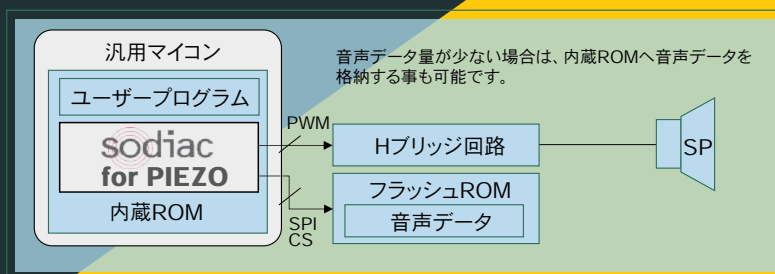 汎用マイコン
ユーザープログラム
sodiac
for PIEZO
内蔵ROM
音声データ量が少ない場合は、内蔵ROMへ音声データを
格納する事も可能です。
PWM
Hブリッジ回路
SP
SPI
CS
フラッシュROM
音声データ